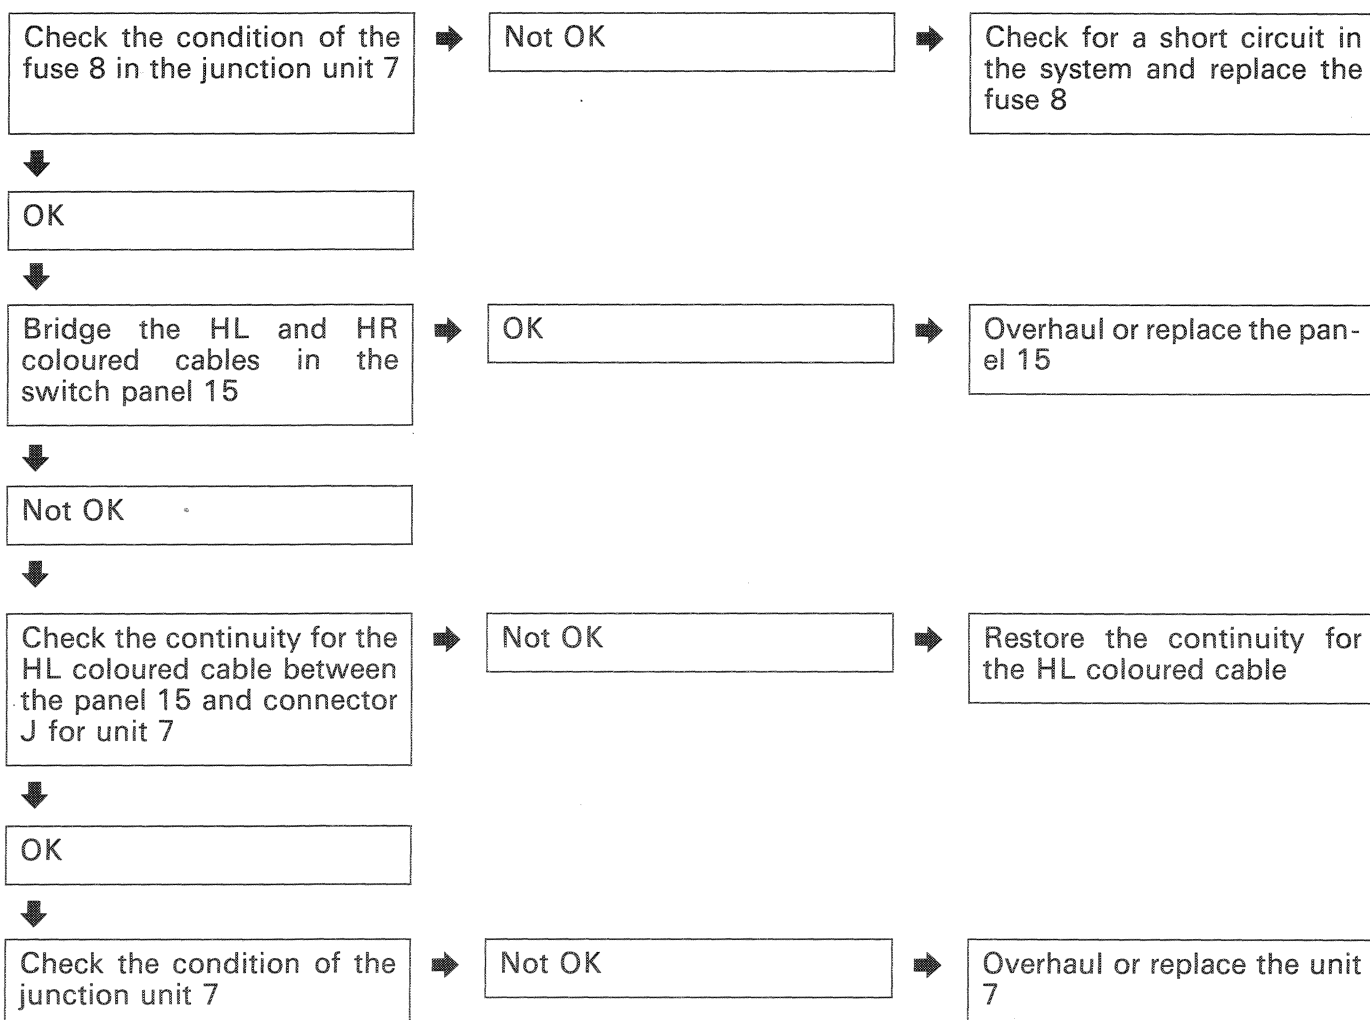 Check the condition of the
fuse 8 in the junction unit 7
Not OK
Check for a short circuit in
the system and replace the
fuse 8
OK
Bridge the HL and HR
coloured cables in the
switch panel 15
OK
Overhaul or replace the pan-
el 15
Not OK
Check the continuity for the
HL coloured cable between
the panel 15 and connector
J for unit 7
Not OK
Restore the continuity for
the HL coloured cable
OK
Check the condition of the
junction unit 7
Not OK
Overhaul or replace the unit
7